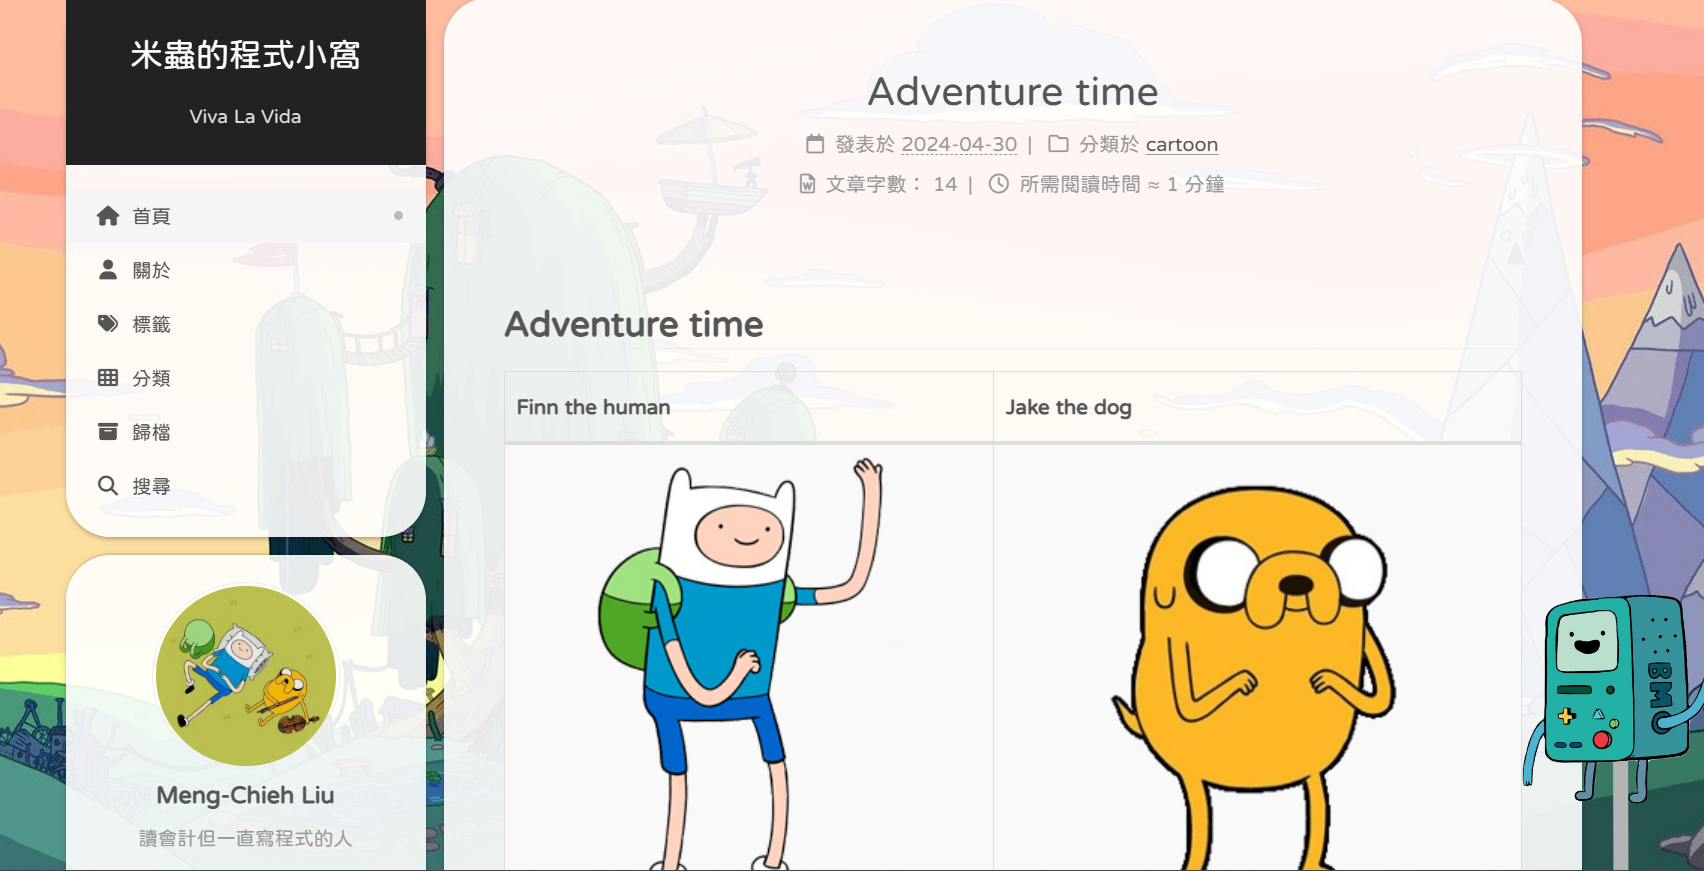 米蟲的程式小窩
Viva La Vida
首頁
關於
標籤
分類
歸檔
搜尋
Meng-Chieh Liu
讀會計但一直寫程式的人
Adventure time
發表於 2024-04-30 | 分類於 cartoon
文章字數： 14 | 所需閱讀時間 ≈ 1 分鐘
Adventure time
Finn the human
Jake the dog
BM